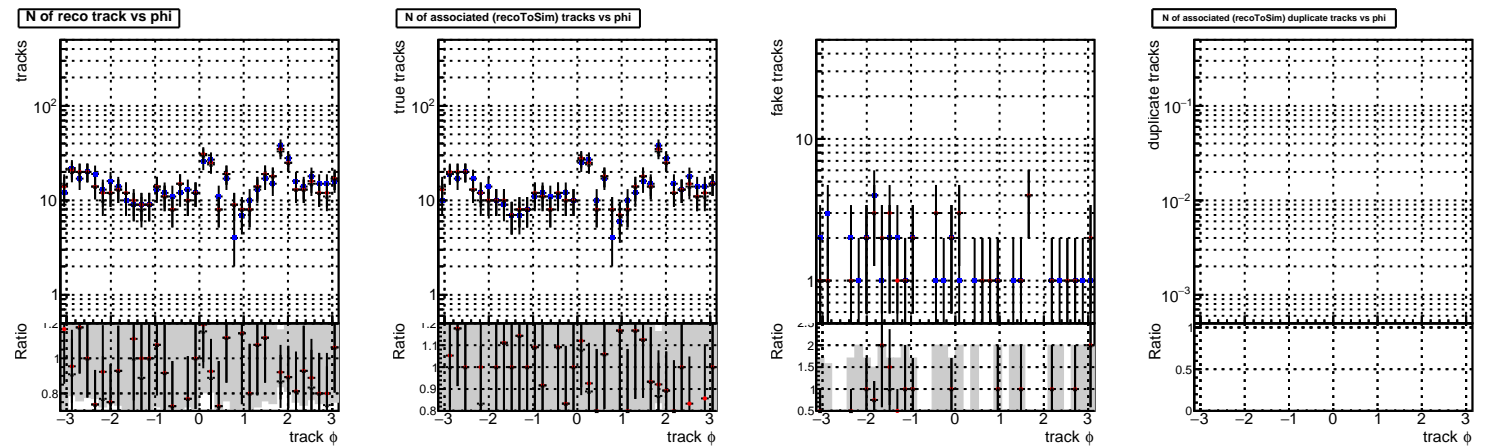 N of reco track vs phi
tracks
10²
10
1
Ratio
1.2
1
0.8
−3 −2 −1 0 1 2 3
track ϕ
N of associated (recoToSim) tracks vs phi
true tracks
10²
10
1
Ratio
1.2
1.1
1.0
0.9
0.8
−3 −2 −1 0 1 2 3
track ϕ
fake tracks
10
1
Ratio
2.5
2
1.5
1
0.5
−3 −2 −1 0 1 2 3
track ϕ
N of associated (recoToSim) duplicate tracks vs phi
duplicate tracks
10⁻¹
10⁻²
10⁻³
Ratio
1
0.5
0
−3 −2 −1 0 1 2 3
track ϕ